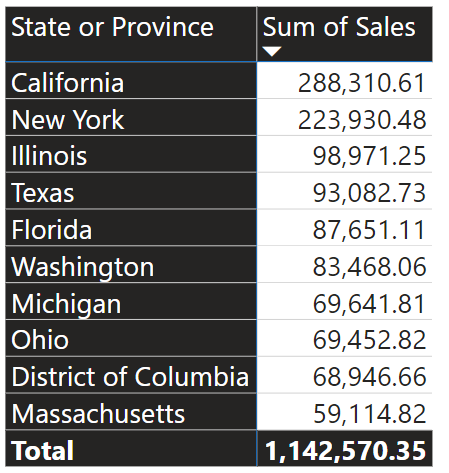 State or Province Sum of Sales
California 288,310.61
New York 223,930.48
Illinois 98,971.25
Texas 93,082.73
Florida 87,651.11
Washington 83,468.06
Michigan 69,641.81
Ohio 69,452.82
District of Columbia 68,946.66
Massachusetts 59,114.82
Total 1,142,570.35